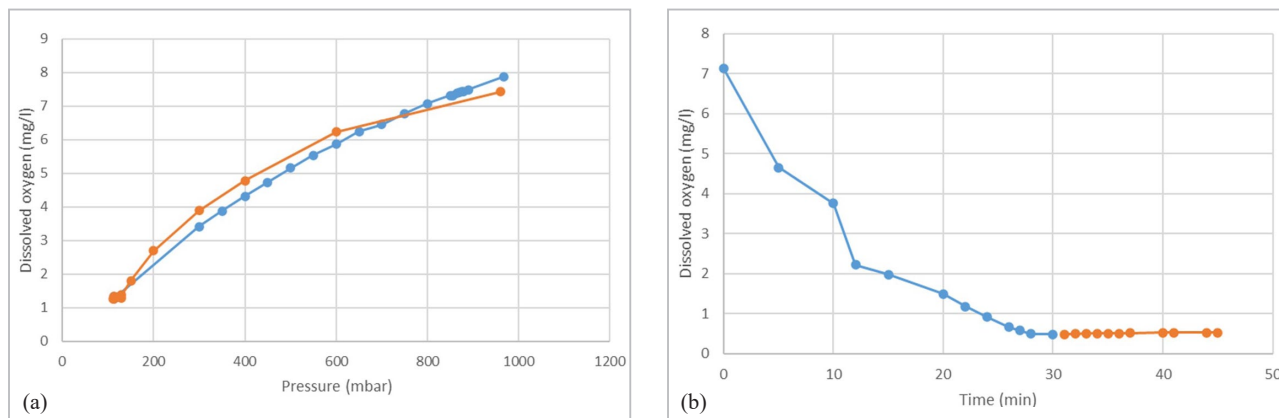 9
8
7
6
5
4
3
2
1
0
Dissolved oxygen (mg/l)
0 200 400 600 800 1000 1200
Pressure (mbar)
(a)
8
7
6
5
4
3
2
1
0
Dissolved oxygen (mg/l)
0 10 20 30 40 50
Time (min)
(b)